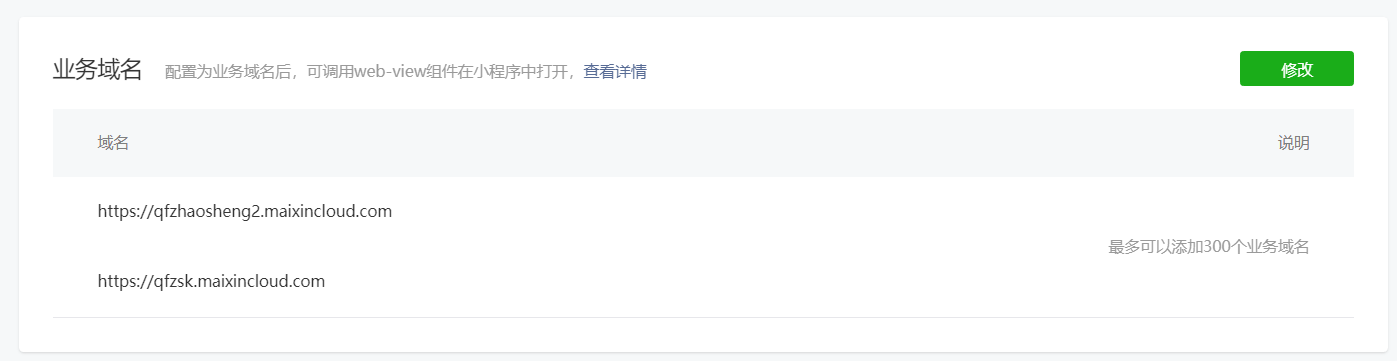 业务域名 配置为业务域名后，可调用web-view组件在小程序中打开，查看详情 修改
域名 说明
https://qfzhaosheng2.maixincloud.com
最多可以添加300个业务域名
https://qfzsk.maixincloud.com